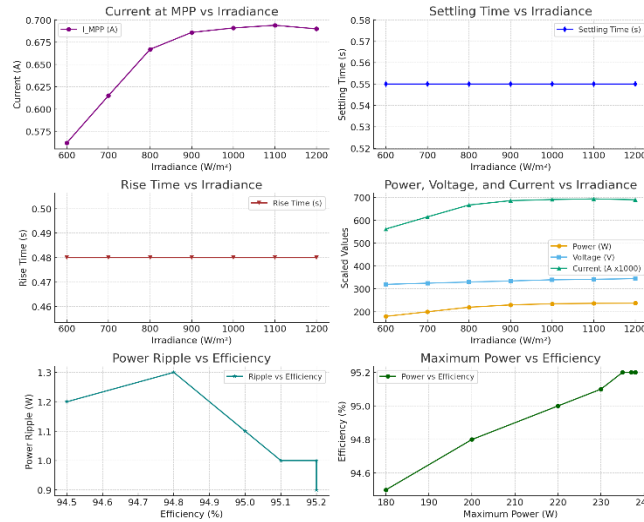 Current at MPP vs Irradiance
0.700
0.675
0.650
0.625
0.600
0.575
Current (A)
I_MPP (A)
600 700 800 900 1000 1100 1200
Irradiance (W/m²)
Settling Time vs Irradiance
0.58
0.57
0.56
0.55
0.54
0.53
0.52
Settling Time (s)
Settling Time (s)
600 700 800 900 1000 1100 1200
Irradiance (W/m²)
Rise Time vs Irradiance
0.50
0.49
0.48
0.47
0.46
Rise Time (s)
Rise Time (s)
600 700 800 900 1000 1100 1200
Irradiance (W/m²)
Power, Voltage, and Current vs Irradiance
700
600
500
400
300
200
Scaled Values
Power (W)
Voltage (V)
Current (A x1000)
600 700 800 900 1000 1100 1200
Irradiance (W/m²)
Power Ripple vs Efficiency
1.3
1.2
1.1
1.0
0.9
Power Ripple (W)
Ripple vs Efficiency
94.5 94.6 94.7 94.8 94.9 95.0 95.1 95.2
Efficiency (%)
Maximum Power vs Efficiency
95.2
95.0
94.8
94.6
Efficiency (%)
Power vs Efficiency
180 190 200 210 220 230
Maximum Power (W)